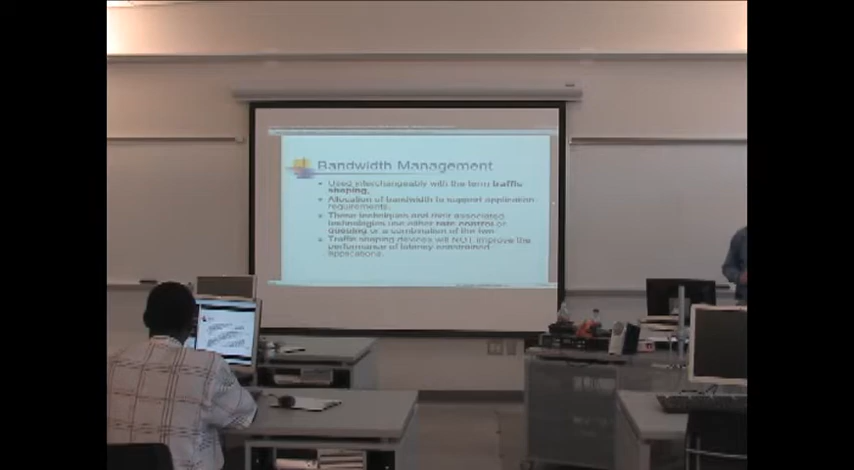 Bandwidth Management
Used interchangeably with the term traffic
shaping.
Allocation of bandwidth to support application
requirements.
These techniques and their associated
technologies use either rate control or
queuing or a combination of the two.
Traffic shaping devices will NOT improve the
performance of latency constrained
applications.